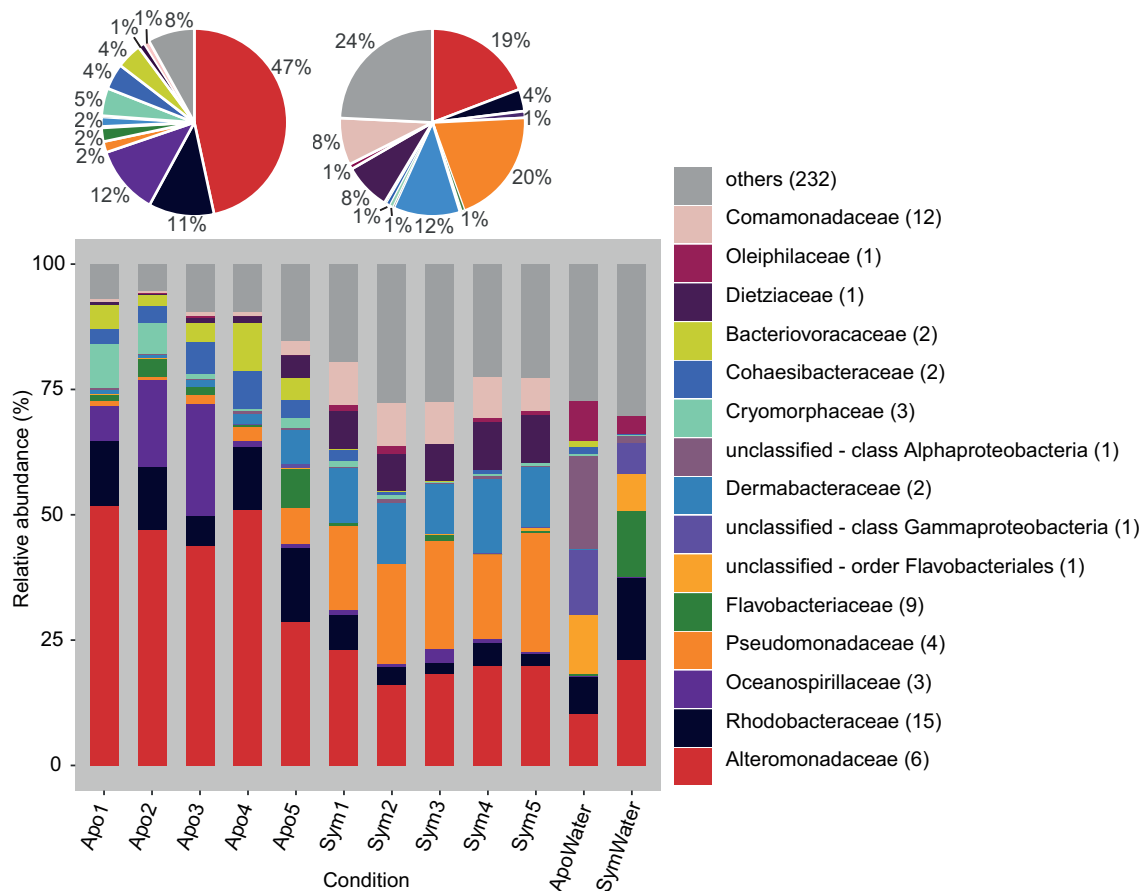 1%
1%
8%
4%
4%
5%
2%
2%
2%
12%
11%
47%
24%
19%
4%
1%
20%
1%
12%
1%
1%
8%
1%
8%
others (232)
Comamonadaceae (12)
Oleiphilaceae (1)
Dietziaceae (1)
Bacteriovoracaceae (2)
Cohaesibacteraceae (2)
Cryomorphaceae (3)
unclassified - class Alphaproteobacteria (1)
Dermabacteraceae (2)
unclassified - class Gammaproteobacteria (1)
unclassified - order Flavobacteriales (1)
Flavobacteriaceae (9)
Pseudomonadaceae (4)
Oceanospirillaceae (3)
Rhodobacteraceae (15)
Alteromonadaceae (6)
Relative abundance (%)
100
75
50
25
0
Apo1
Apo2
Apo3
Apo4
Apo5
Sym1
Sym2
Sym3
Sym4
Sym5
ApoWater
SymWater
Condition